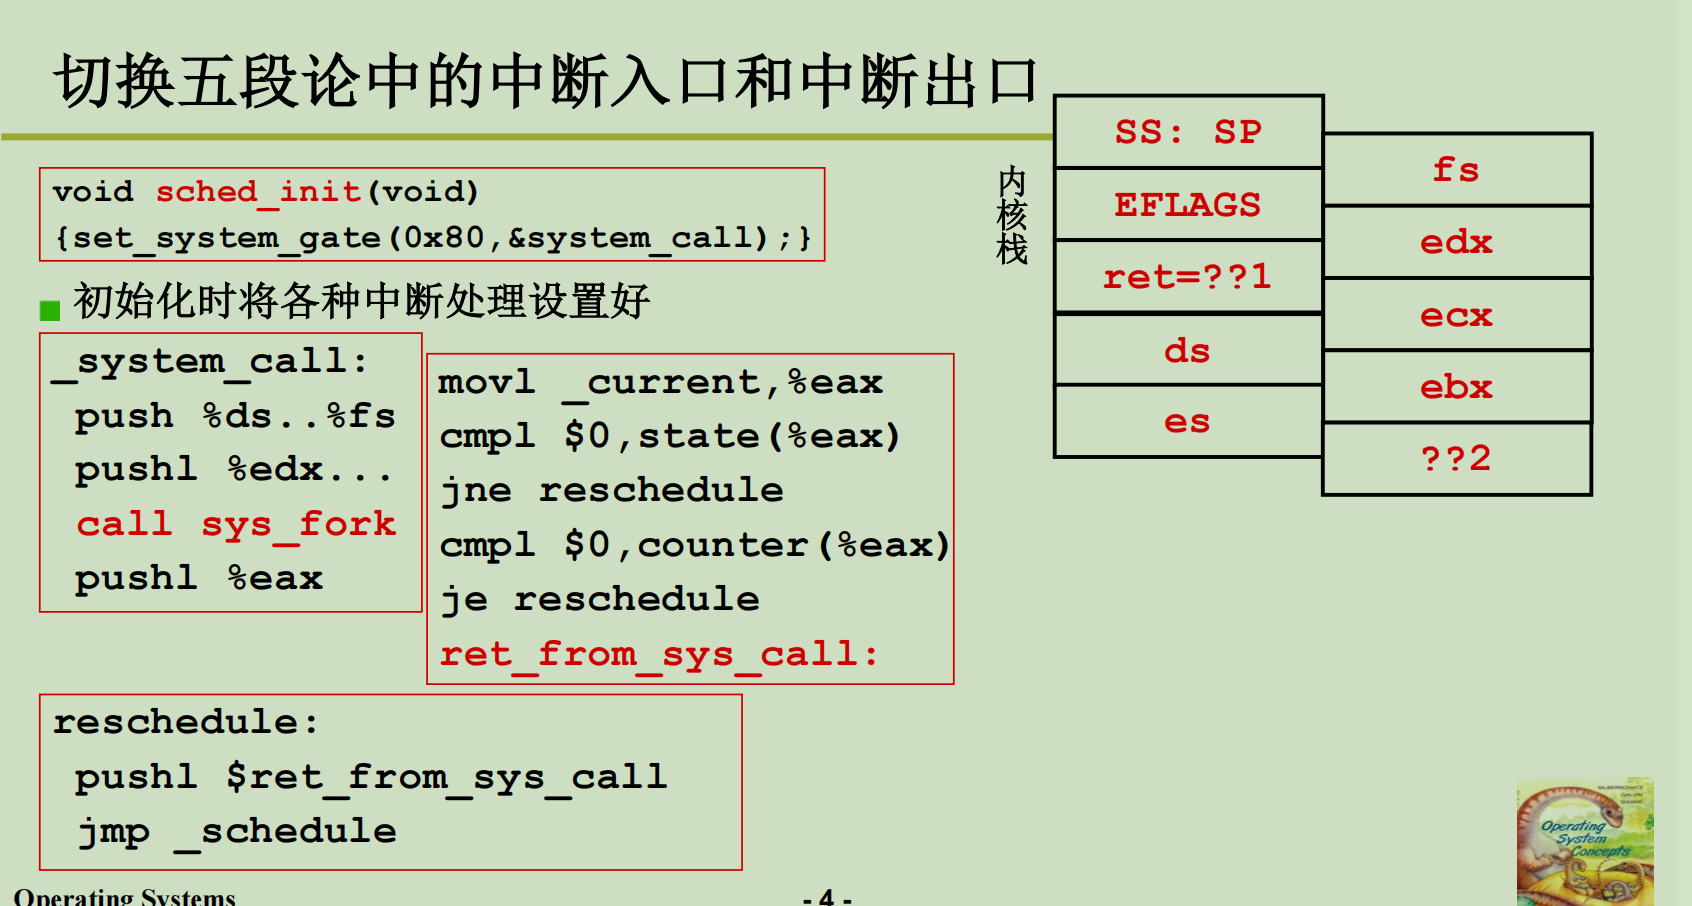 切换五段论中的中断入口和中断出口
void sched_init(void)
{set_system_gate(0x80,&system_call);}
初始化时将各种中断处理设置好
_system_call:
push %ds..%fs
pushl %edx...
call sys_fork
pushl %eax
movl _current,%eax
cmpl $0,state(%eax)
jne reschedule
cmpl $0,counter(%eax)
je reschedule
ret_from_sys_call:
reschedule:
pushl $ret_from_sys_call
jmp _schedule
内核栈
SS: SP
EFLAGS
ret=??1
ds
es
fs
edx
ecx
ebx
??2
SILBERSCHATZ
GALVIN
GAGNE
Operating
System
Concepts
Operating Systems
- 4 -